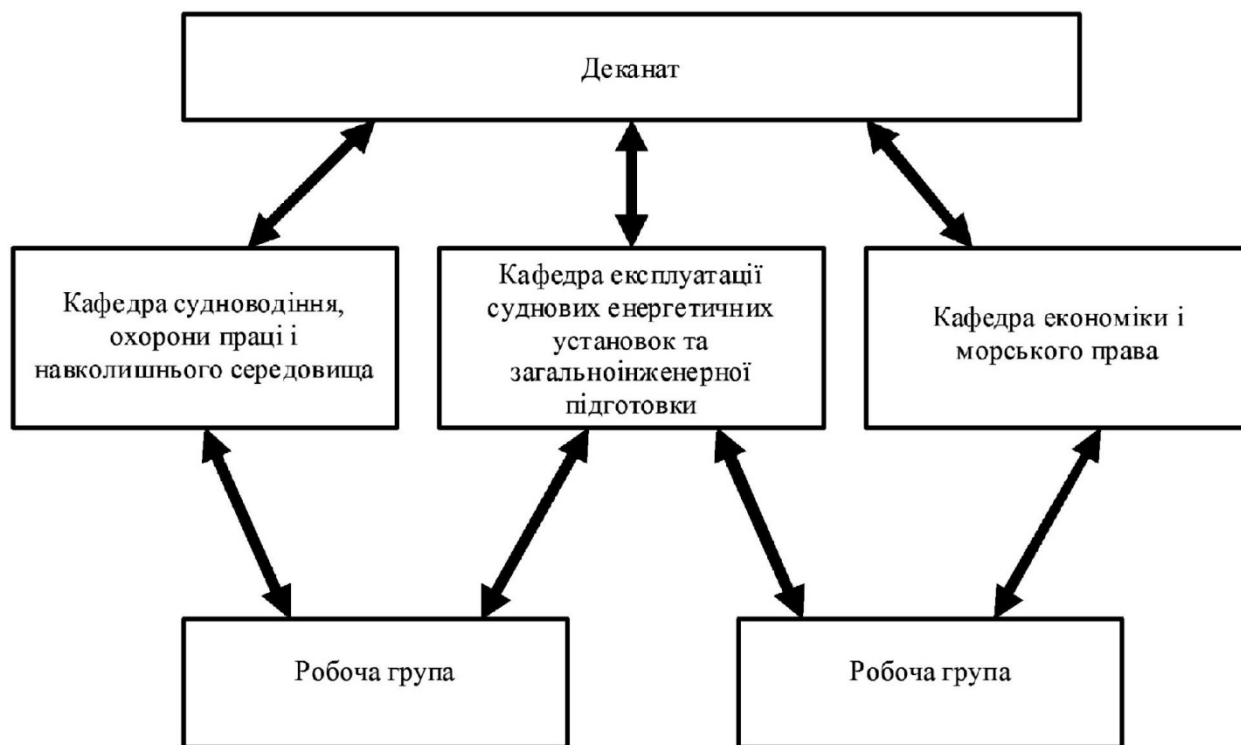 Деканат
Кафедра судноводіння,
охорони праці і
навколишнього середовища
Кафедра експлуатації
суднових енергетичних
установок та
загальноінженерної
підготовки
Кафедра економіки і
морського права
Робоча група
Робоча група